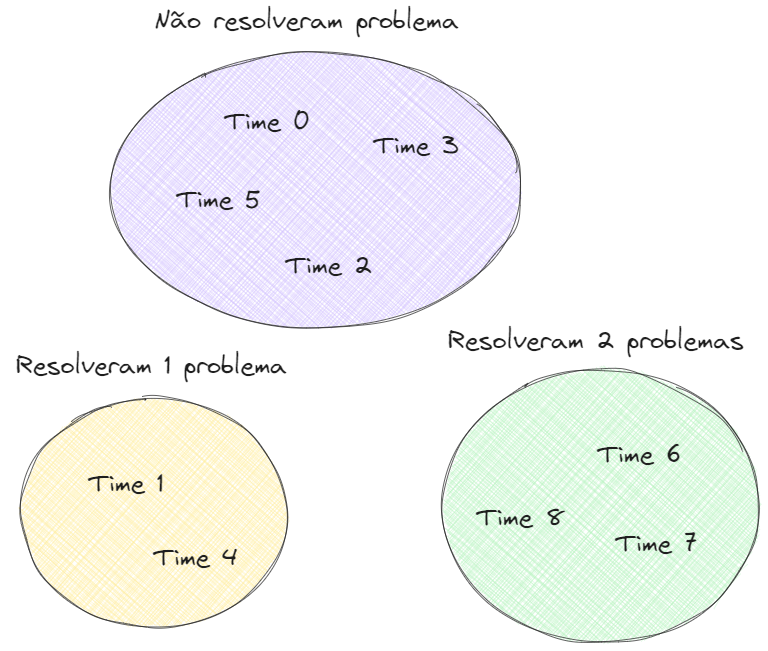 Não resolveram problema
Time 0
Time 3
Time 5
Time 2
Resolveram 2 problemas
Resolveram 1 problema
Time 6
Time 1
Time 8
Time 7
Time 4